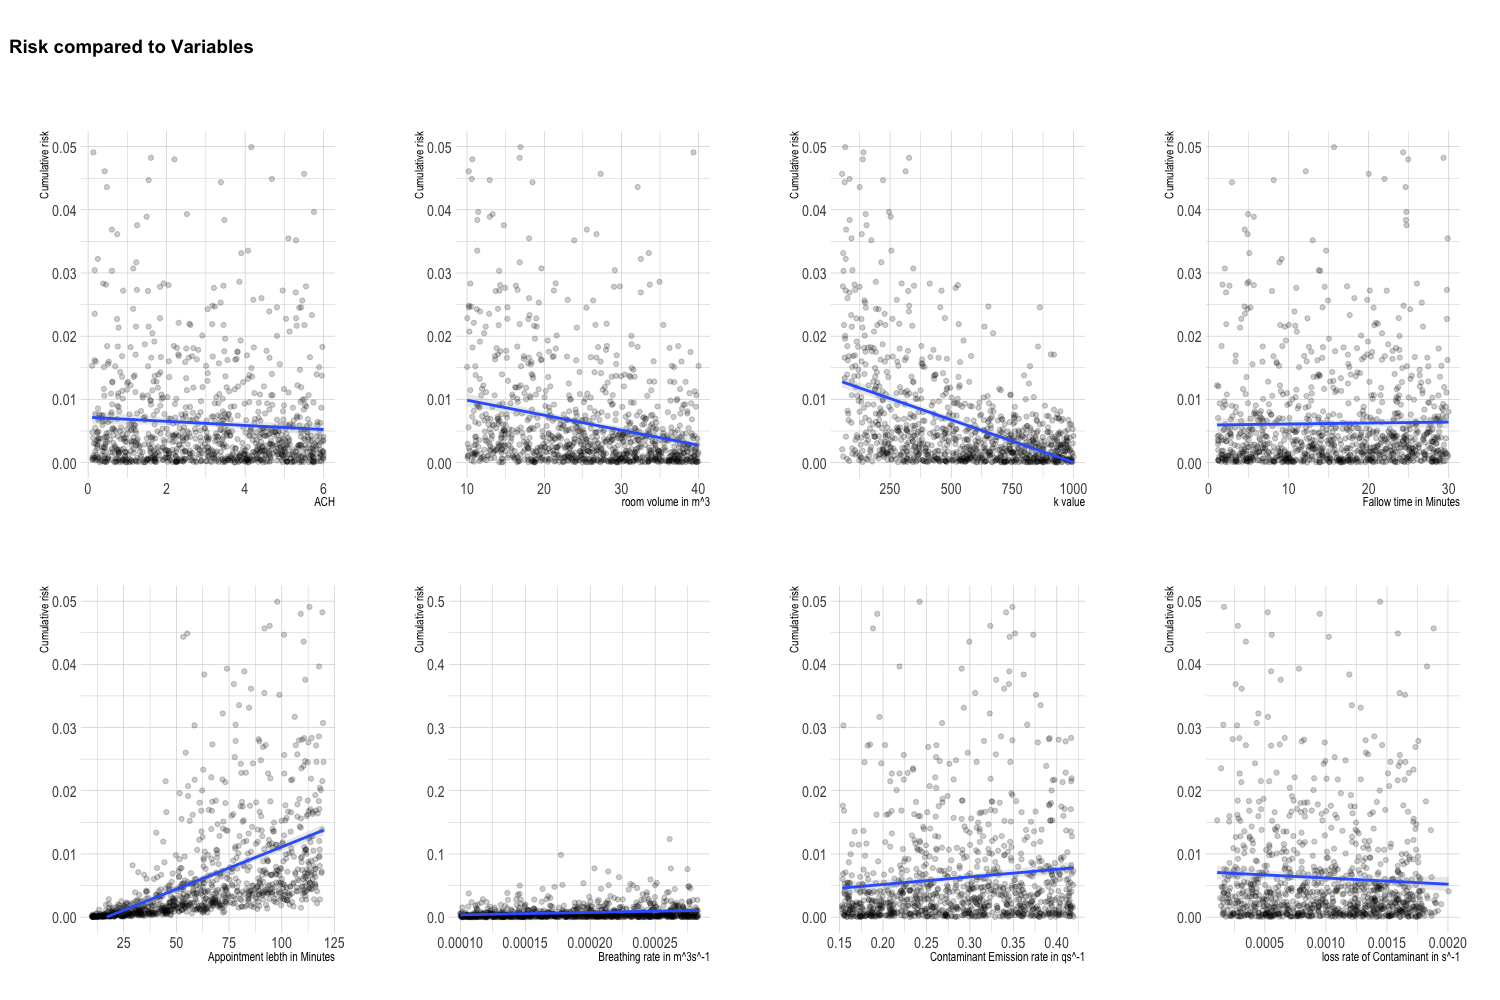 Risk compared to Variables
Cumulative risk
0.05
0.04
0.03
0.02
0.01
0.00
0 2 4 6
ACH
Cumulative risk
0.05
0.04
0.03
0.02
0.01
0.00
10 20 30 40
room volume in m^3
Cumulative risk
0.05
0.04
0.03
0.02
0.01
0.00
250 500 750 1000
k value
Cumulative risk
0.05
0.04
0.03
0.02
0.01
0.00
0 10 20 30
Fallow time in Minutes
Cumulative risk
0.05
0.04
0.03
0.02
0.01
0.00
25 50 75 100 125
Appointment lebth in Minutes
Cumulative risk
0.5
0.4
0.3
0.2
0.1
0.0
0.00010 0.00015 0.00020 0.00025
Breathing rate in m^3s^-1
Cumulative risk
0.05
0.04
0.03
0.02
0.01
0.00
0.15 0.20 0.25 0.30 0.35 0.40
Contaminant Emission rate in qs^-1
Cumulative risk
0.05
0.04
0.03
0.02
0.01
0.00
0.0005 0.0010 0.0015 0.0020
loss rate of Contaminant in s^-1